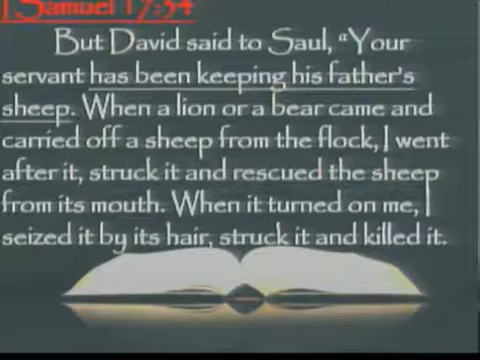 1 Samuel 17:34
But David said to Saul, "Your
servant has been keeping his father's
sheep. When a lion or a bear came and
carried off a sheep from the flock, I went
after it, struck it and rescued the sheep
from its mouth. When it turned on me, I
seized it by its hair, struck it and killed it.